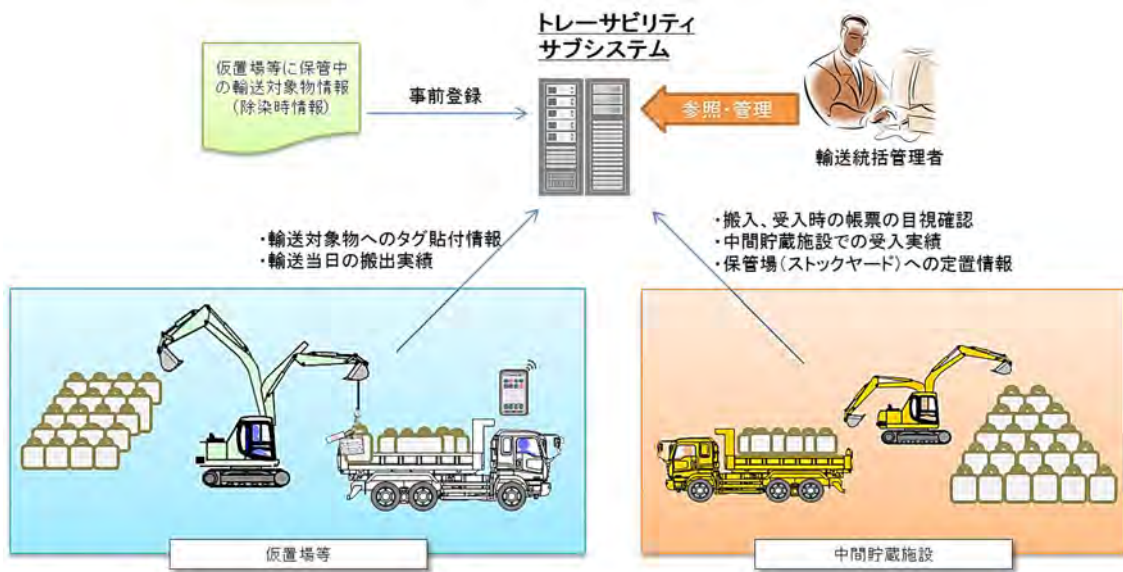 トレーサビリティ
サブシステム
仮置場等に保管中
の輸送対象物情報
(除染時情報)
事前登録
参照・管理
輸送統括管理者
・輸送対象物へのタグ貼付情報
・輸送当日の搬出実績
・搬入、受入時の帳票の目視確認
・中間貯蔵施設での受入実績
・保管場(ストックヤード)への定置情報
仮置場等
中間貯蔵施設